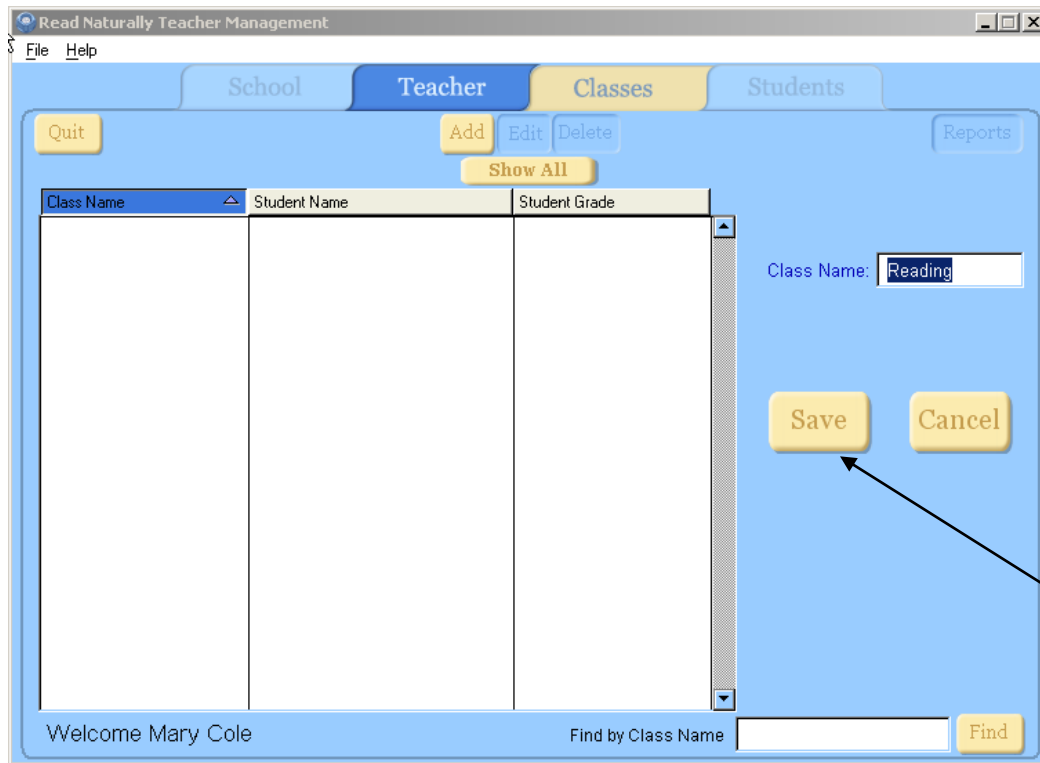 Read Naturally Teacher Management
File Help
School Teacher Classes Students
Quit Add Edit Delete Reports
Show All
Class Name Student Name Student Grade
Class Name: Reading
Save Cancel
Welcome Mary Cole Find by Class Name Find